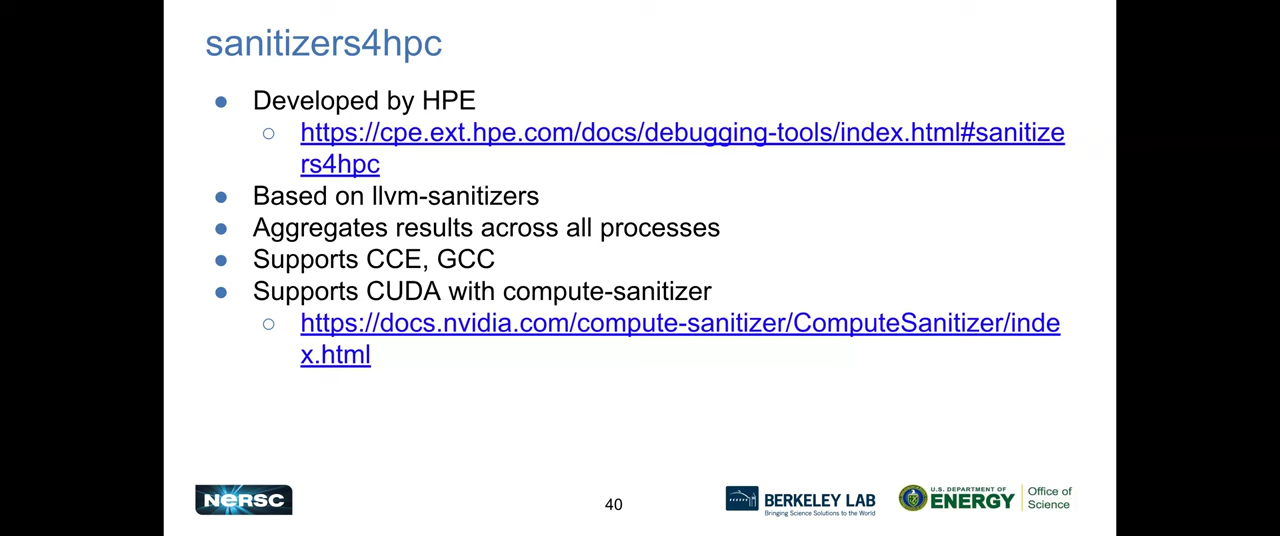 sanitizers4hpc
● Developed by HPE
○ https://cpe.ext.hpe.com/docs/debugging-tools/index.html#sanitize
rs4hpc
● Based on llvm-sanitizers
● Aggregates results across all processes
● Supports CCE, GCC
● Supports CUDA with compute-sanitizer
○ https://docs.nvidia.com/compute-sanitizer/ComputeSanitizer/inde
x.html
NERSC
40
BERKELEY LAB
Bringing Science Solutions to the World
U.S. DEPARTMENT OF
ENERGY
Office of
Science